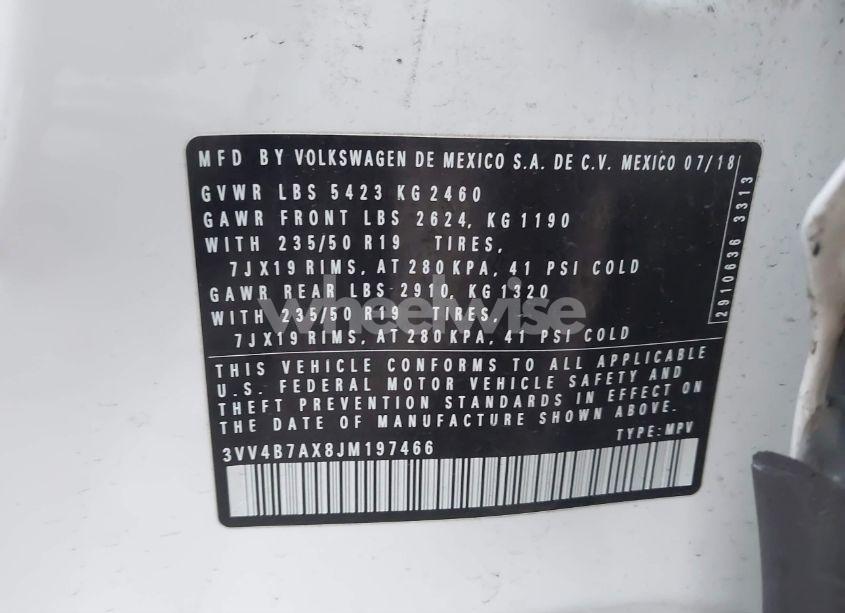 MFD BY VOLKSWAGEN DE MEXICO S.A. DE C.V. MEXICO 07/18
GVWR LBS 5423 KG 2460
GAWR FRONT LBS 2624, KG 1190
WITH 235/50 R19 TIRES,
7JX19 RIMS, AT 280 KPA, 41 PSI COLD
GAWR REAR LBS 2910, KG 1320
WITH 235/50 R19 TIRES,
7JX19 RIMS, AT 280 KPA, 41 PSI COLD
THIS VEHICLE CONFORMS TO ALL APPLICABLE
U.S. FEDERAL MOTOR VEHICLE SAFETY AND
THEFT PREVENTION STANDARDS IN EFFECT ON
THE DATE OF MANUFACTURE SHOWN ABOVE.
3VV4B7AX8JM197466
TYPE: MPV
2910636 3313
wheelwise